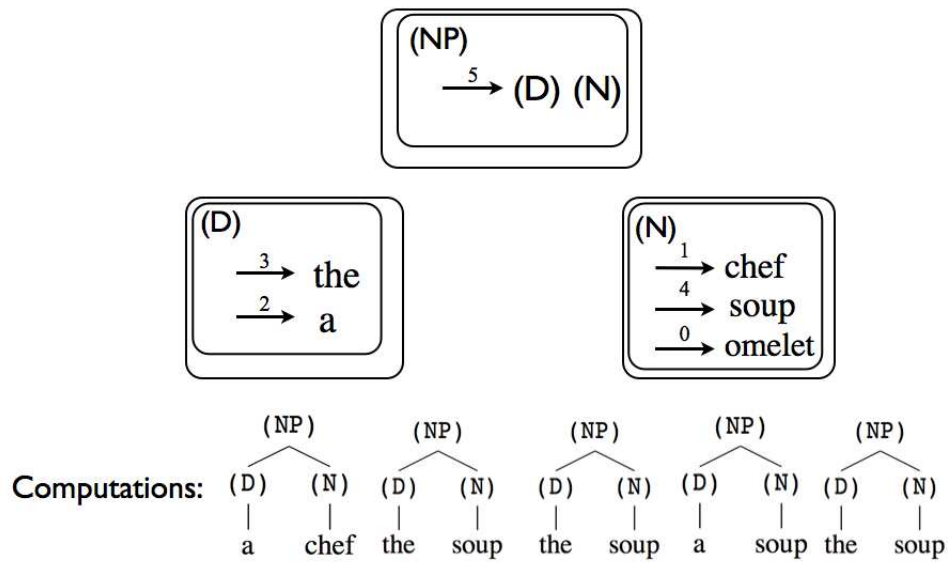 (NP)
5
(D) (N)
(D)
3
the
2
a
(N)
1
chef
4
soup
0
omelet
(NP) (NP) (NP) (NP) (NP)
Computations: (D) (N) (D) (N) (D) (N) (D) (N) (D) (N)
a chef the soup the soup a soup the soup